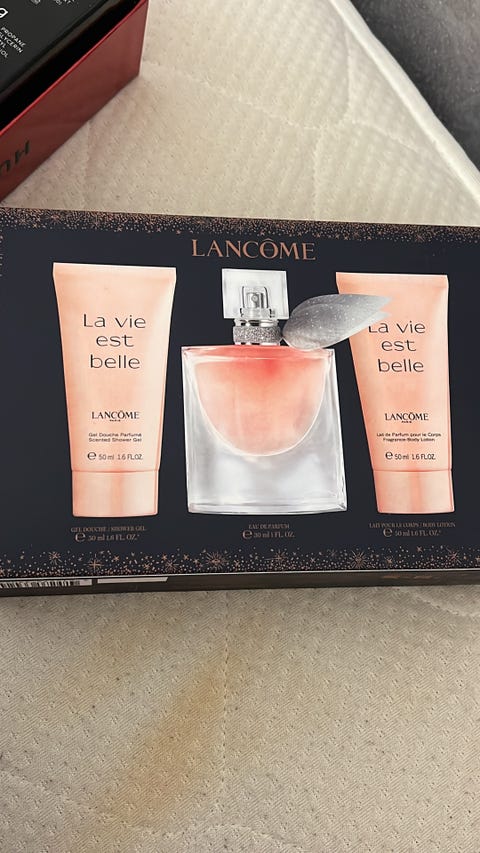 PROPANE
GLYCERIN
LANCÔME
La vie
est
belle
LANCÔME
PARIS
Gel Douche Parfumé
Scented Shower Gel
℮ 50 ml 1.6 FL.OZ.
La vie
est
belle
LANCÔME
PARIS
Lait de Parfum pour le Corps
Fragrance-Body Lotion
℮ 50 ml 1.6 FL.OZ.
GEL DOUCHE / SHOWER GEL
℮ 50 ml 1.6 FL. OZ.*
EAU DE PARFUM
℮ 30 ml 1 FL. OZ.
LAIT POUR LE CORPS / BODY LOTION
℮ 50 ml 1.6 FL. OZ.*